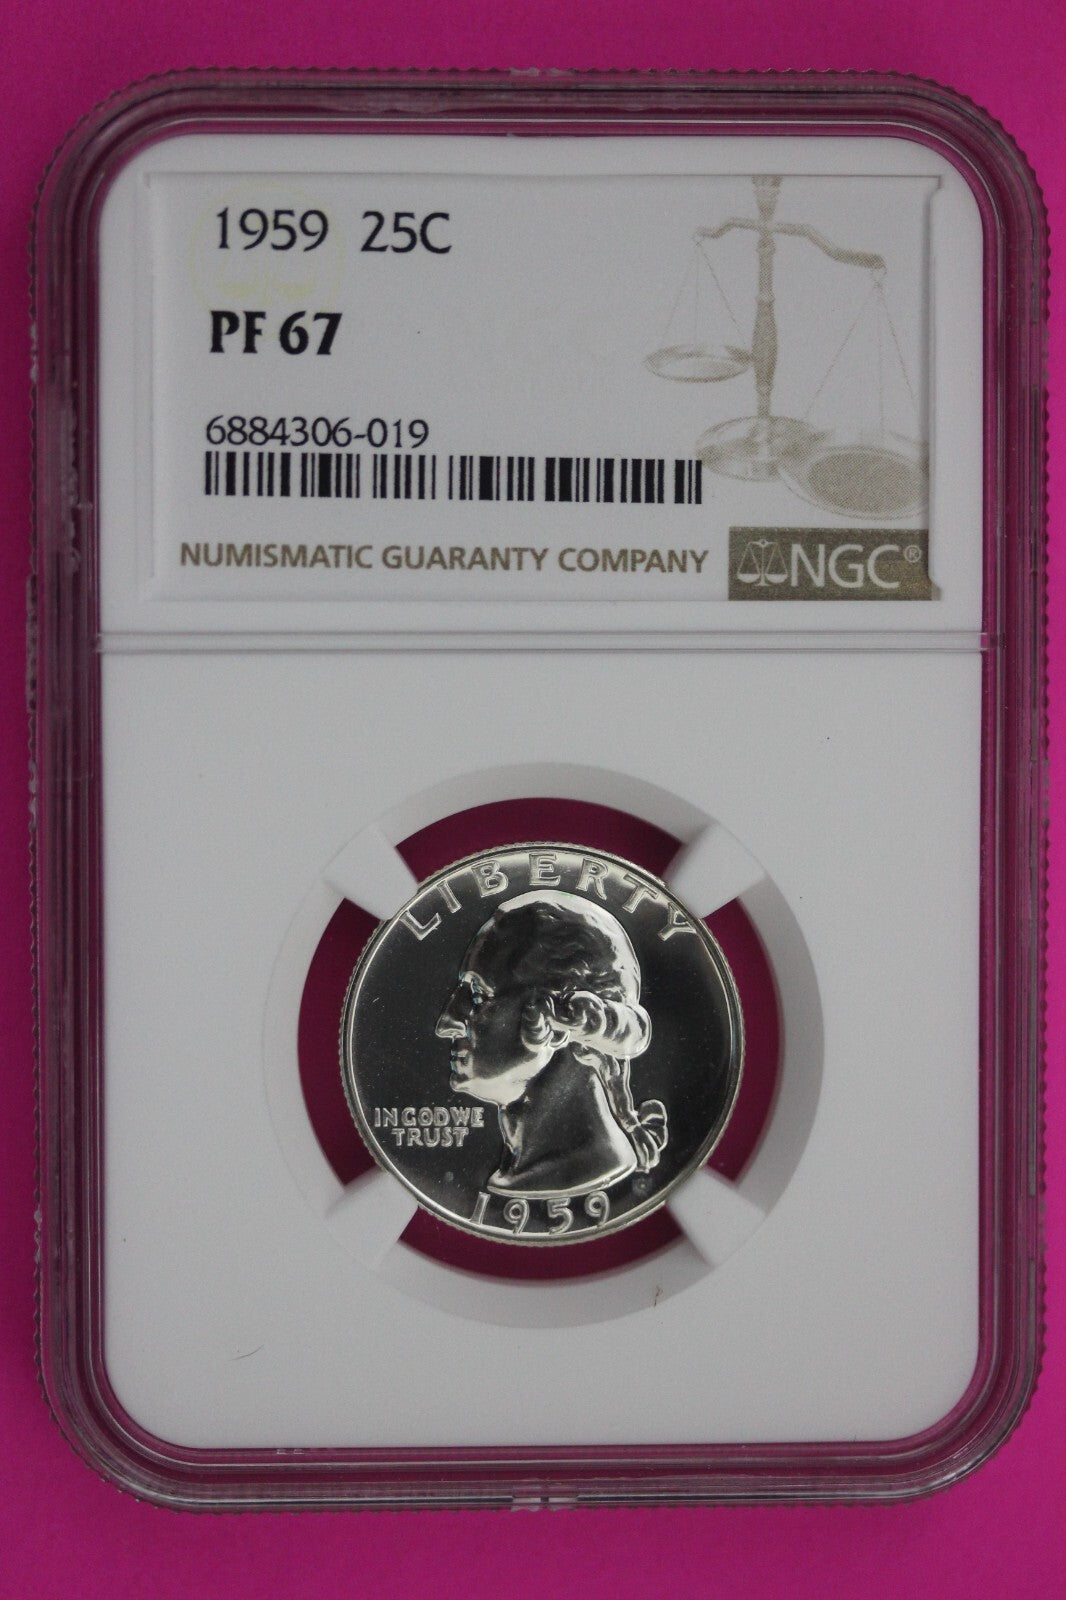 1959 25C
PF 67
6884306-019
NUMISMATIC GUARANTY COMPANY NGC®
LIBERTY
IN GOD WE
TRUST
1959